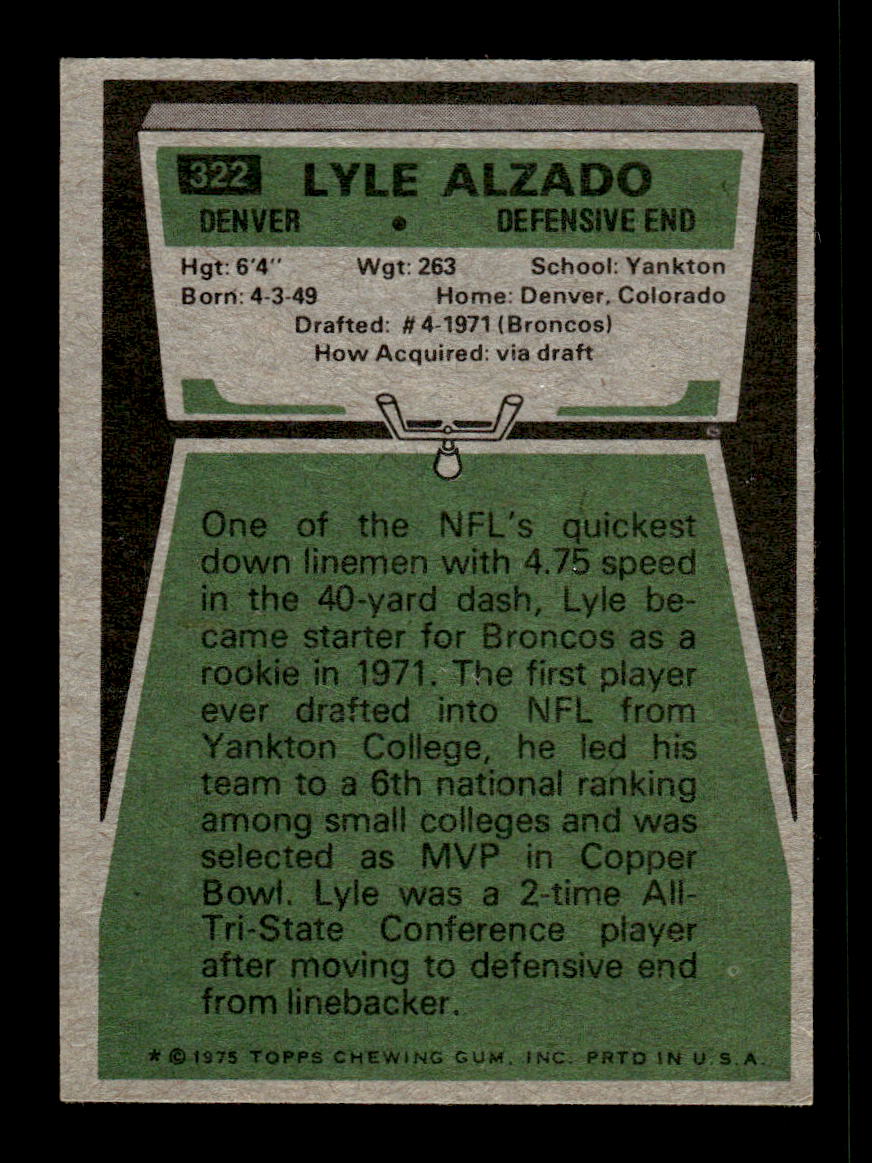 322 LYLE ALZADO
DENVER • DEFENSIVE END
Hgt: 6'4" Wgt: 263 School: Yankton
Born: 4-3-49 Home: Denver, Colorado
Drafted: #4-1971 (Broncos)
How Acquired: via draft
One of the NFL's quickest
down linemen with 4.75 speed
in the 40-yard dash, Lyle be-
came starter for Broncos as a
rookie in 1971. The first player
ever drafted into NFL from
Yankton College, he led his
team to a 6th national ranking
among small colleges and was
selected as MVP in Copper
Bowl. Lyle was a 2-time All-
Tri-State Conference player
after moving to defensive end
from linebacker.
* © 1975 TOPPS CHEWING GUM, INC. PRTD IN U.S.A.